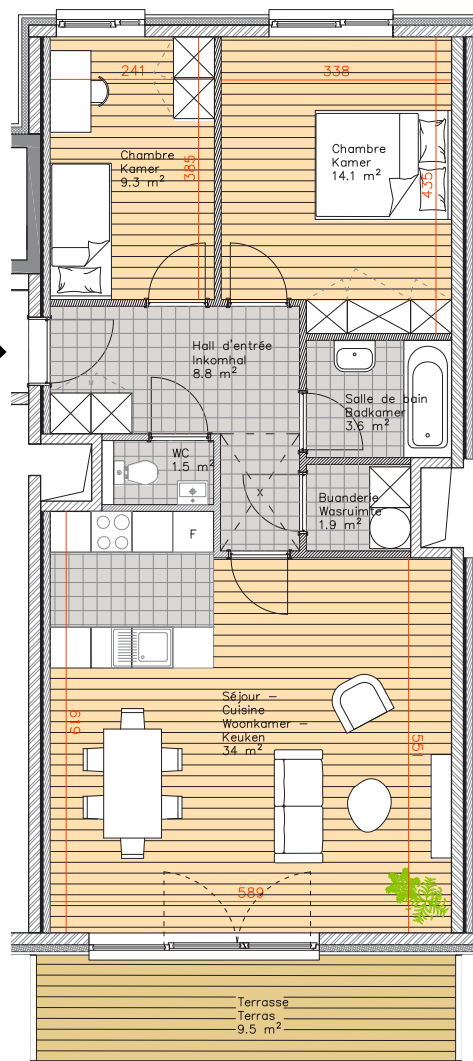 241
338
Chambre
Kamer
9.3 m²
385
Chambre
Kamer
14.1 m²
435
Hall d'entrée
Inkomhal
8.8 m²
Salle de bain
Badkamer
3.6 m²
WC
1.5 m²
x
Buanderie
Wasruimte
1.9 m²
F
Séjour –
Cuisine
Woonkamer –
Keuken
34 m²
619
551
589
Terrasse
Terras
9.5 m²